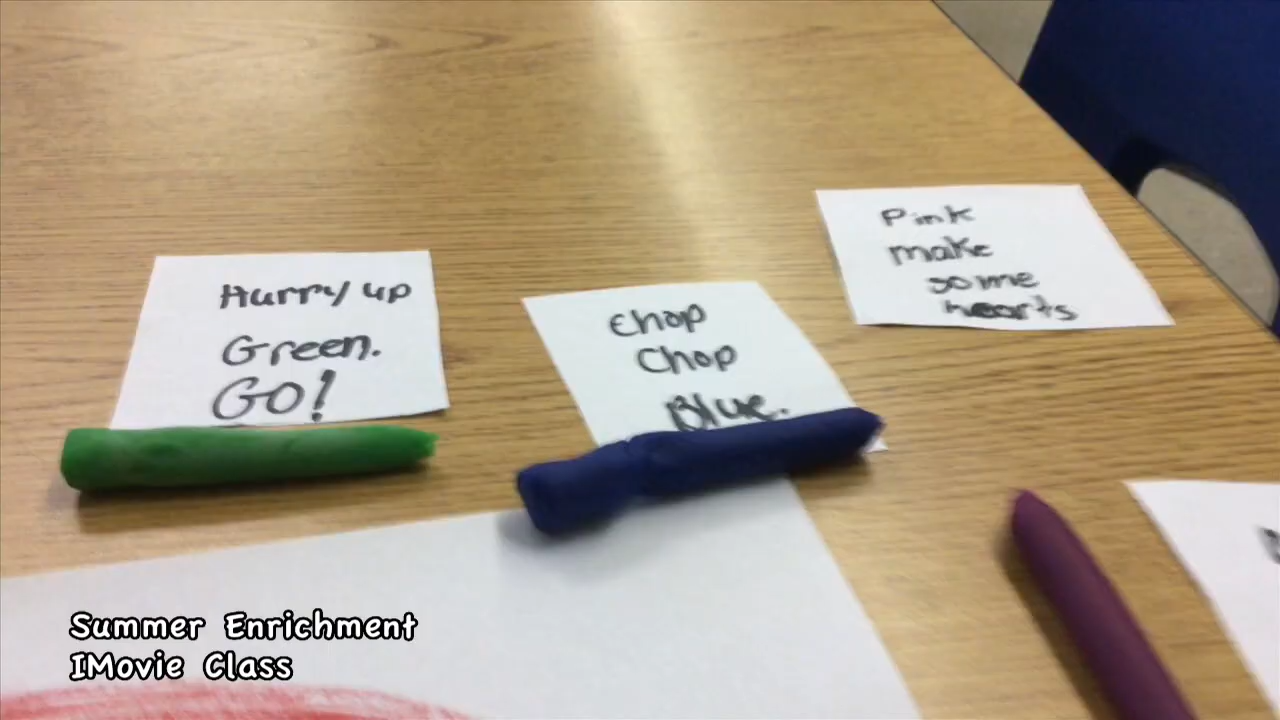 Hurry up
Green.
GO!
Chop
Chop
Blue.
Pink
make
some
hearts
Summer Enrichment
IMovie Class